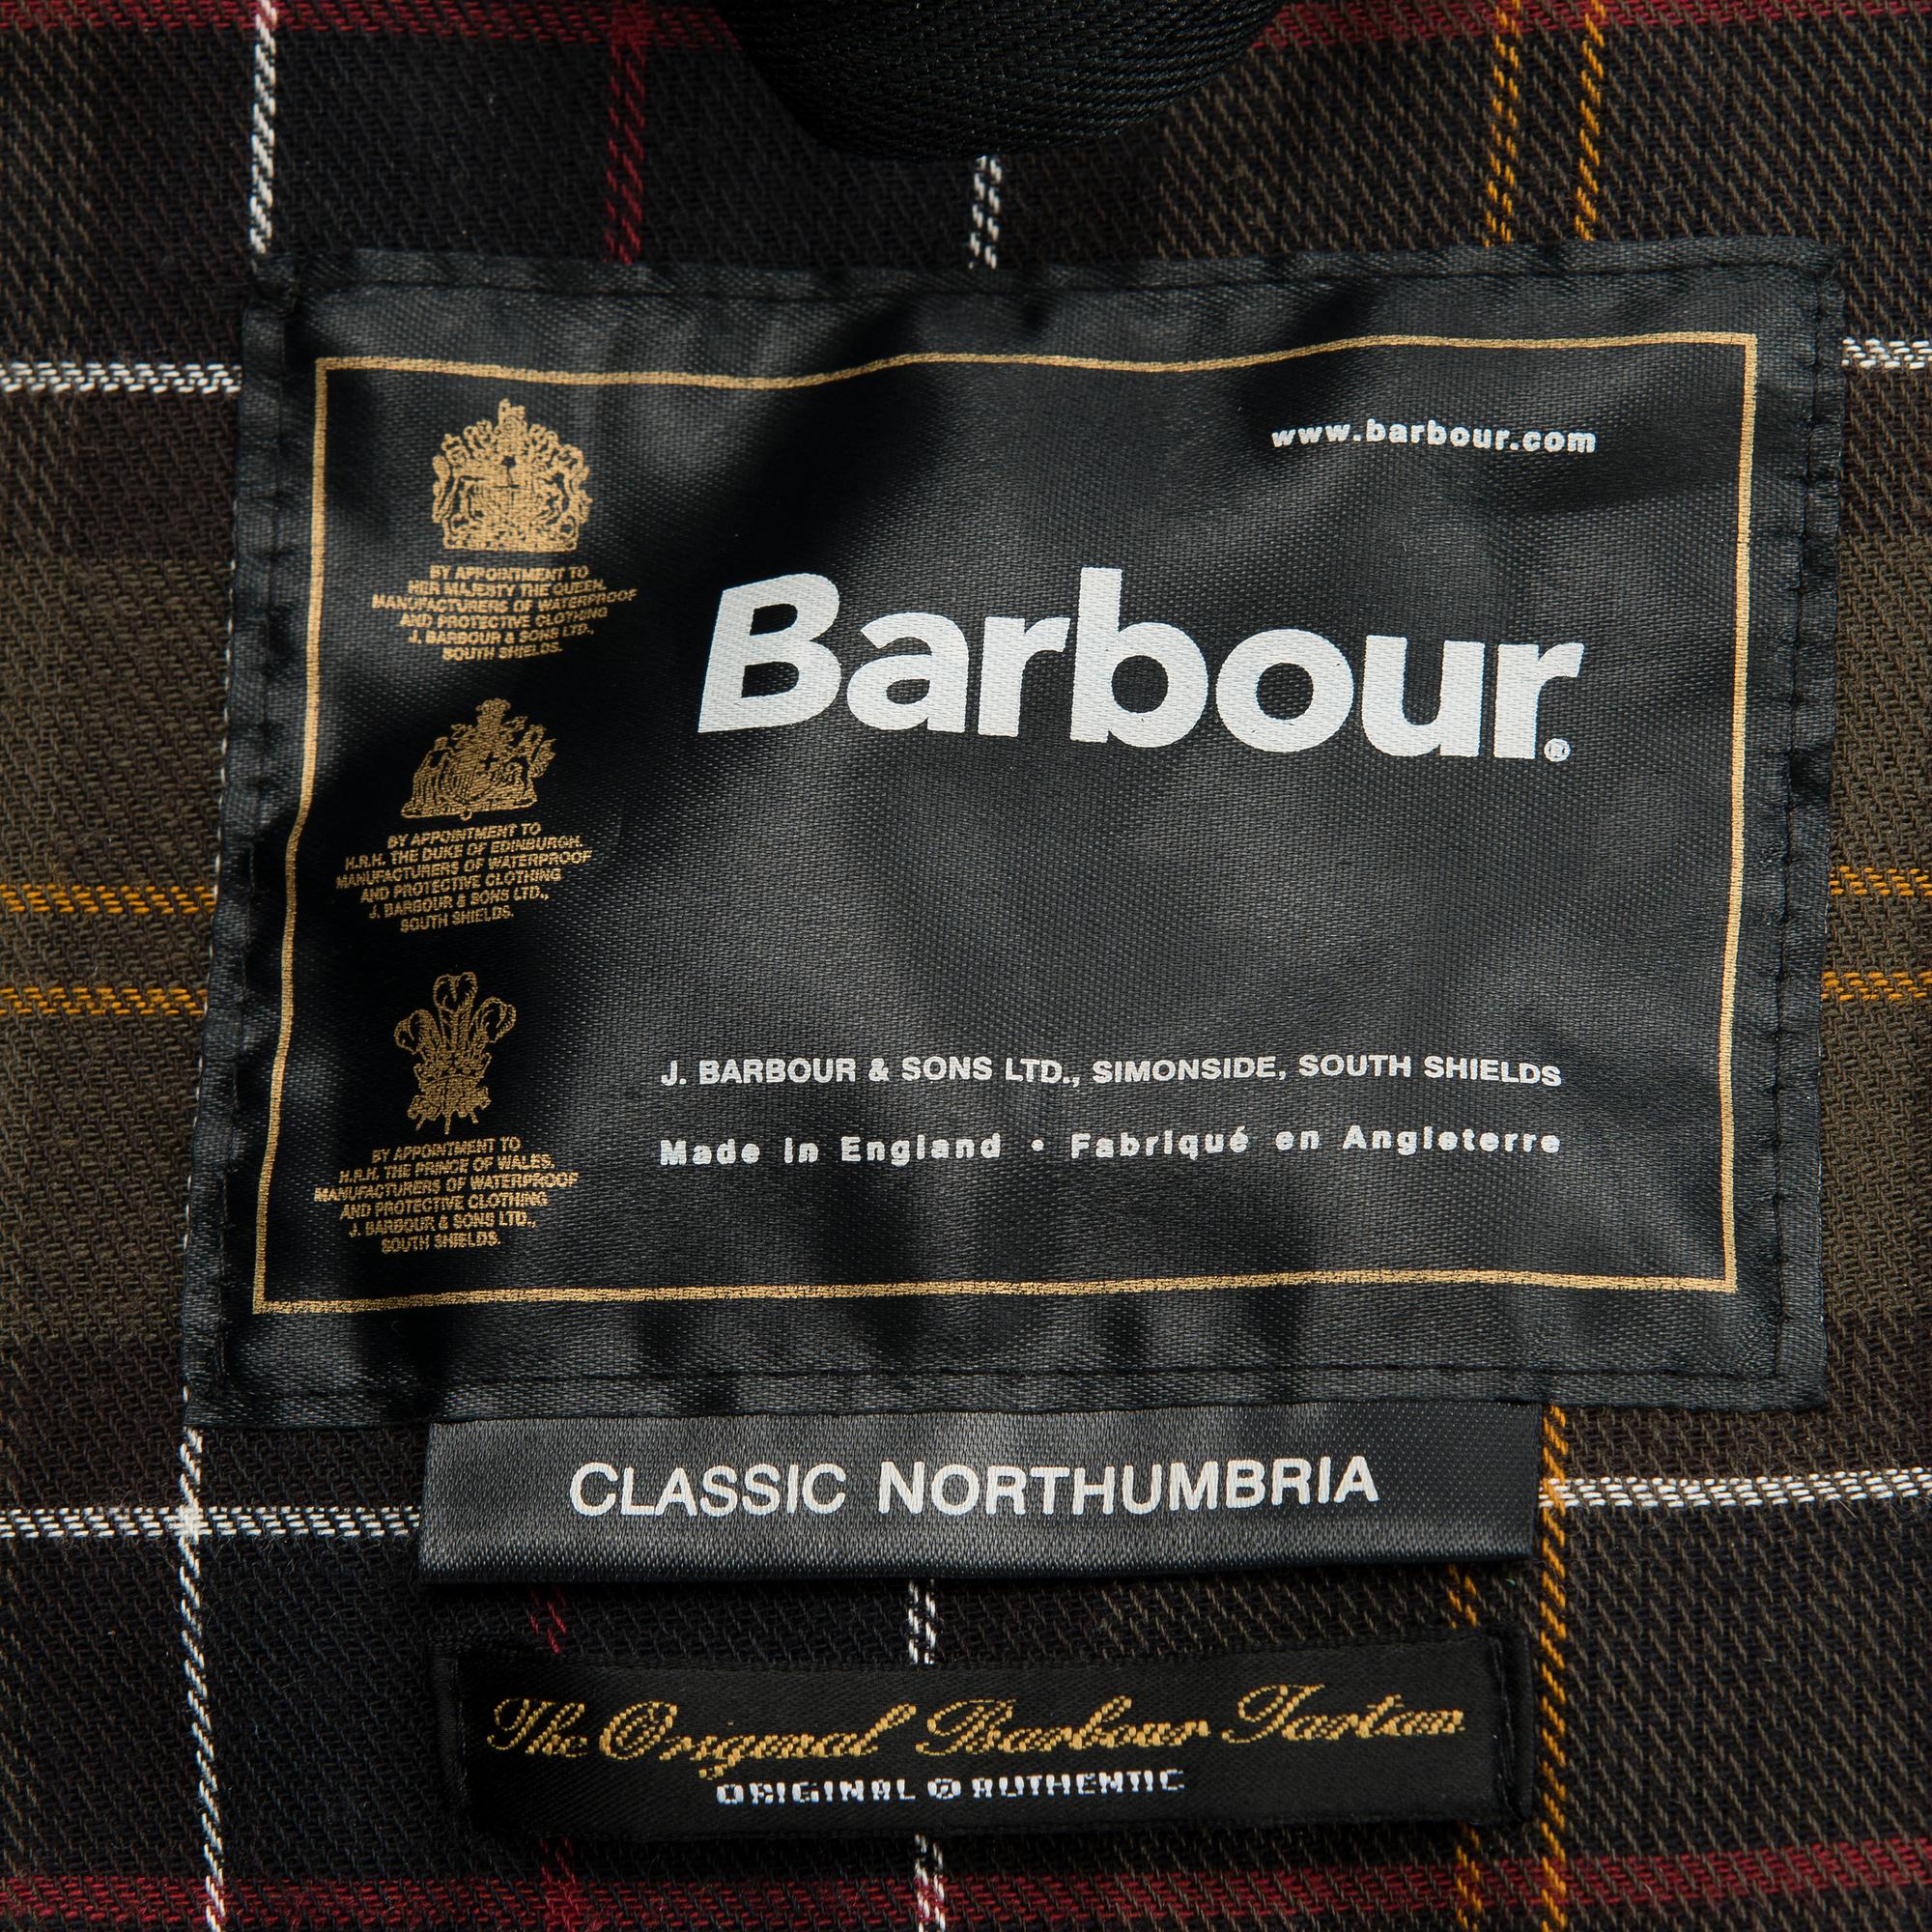 www.barbour.com
BY APPOINTMENT TO
HER MAJESTY THE QUEEN.
MANUFACTURERS OF WATERPROOF
AND PROTECTIVE CLOTHING
J. BARBOUR & SONS LTD.,
SOUTH SHIELDS.
Barbour®
BY APPOINTMENT TO
H.R.H. THE DUKE OF EDINBURGH.
MANUFACTURERS OF WATERPROOF
AND PROTECTIVE CLOTHING
J. BARBOUR & SONS LTD.,
SOUTH SHIELDS.
BY APPOINTMENT TO
H.R.H. THE PRINCE OF WALES.
MANUFACTURERS OF WATERPROOF
AND PROTECTIVE CLOTHING
J. BARBOUR & SONS LTD.,
SOUTH SHIELDS.
J. BARBOUR & SONS LTD., SIMONSIDE, SOUTH SHIELDS
Made in England • Fabriqué en Angleterre
CLASSIC NORTHUMBRIA
The Original Barbour Tartan
ORIGINAL & AUTHENTIC